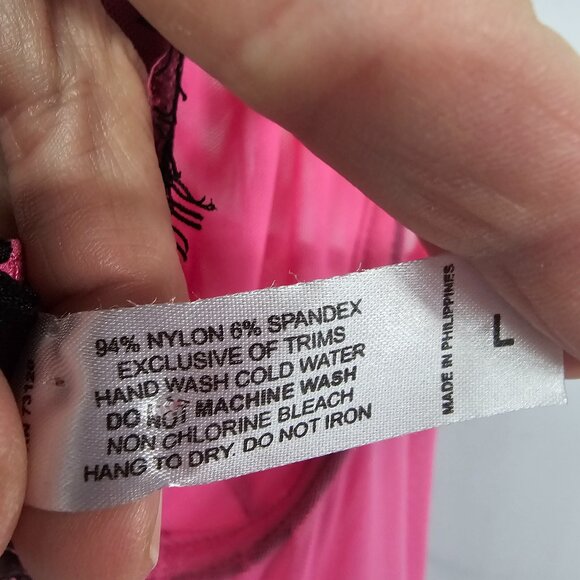 94% NYLON 6% SPANDEX
EXCLUSIVE OF TRIMS
HAND WASH COLD WATER
DO NOT MACHINE WASH
NON CHLORINE BLEACH
HANG TO DRY. DO NOT IRON
MADE IN PHILIPPINES
L